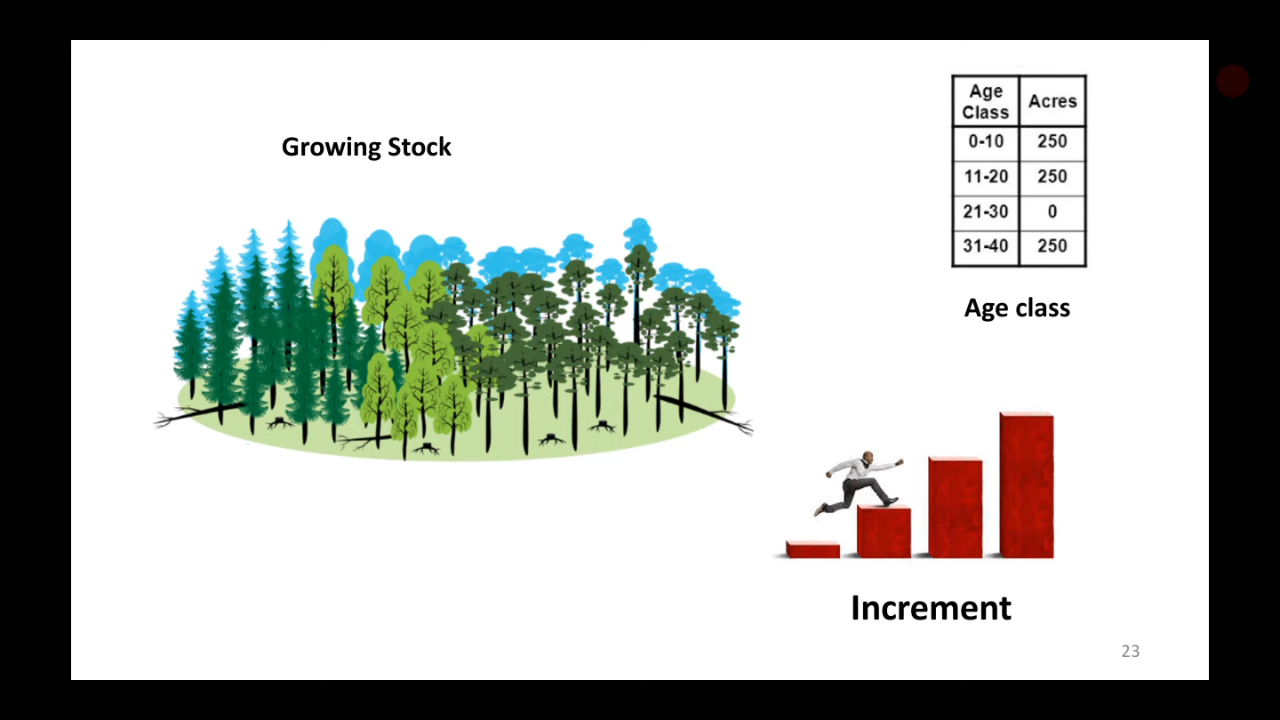 Growing Stock
Age Class Acres
0-10 250
11-20 250
21-30 0
31-40 250
Age class
Increment
23